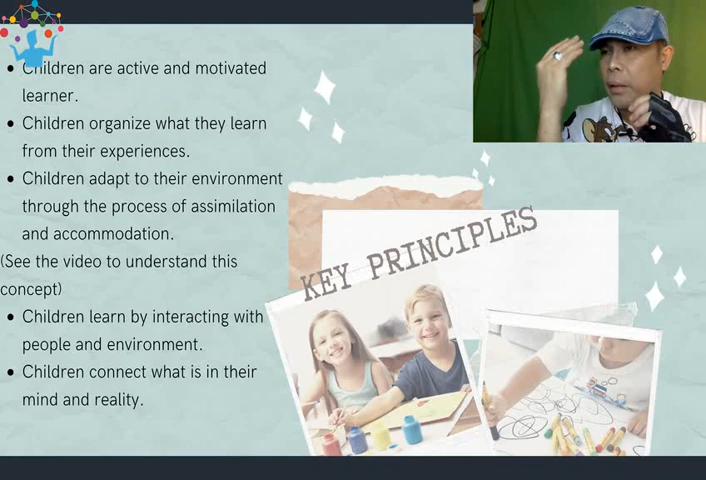 • Children are active and motivated
learner.
• Children organize what they learn
from their experiences.
• Children adapt to their environment
through the process of assimilation
and accommodation.
(See the video to understand this
concept)
• Children learn by interacting with
people and environment.
• Children connect what is in their
mind and reality.
KEY PRINCIPLES